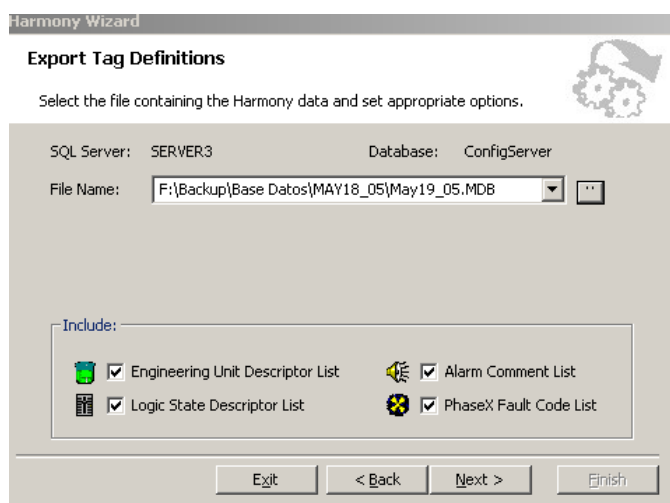 Harmony Wizard
Export Tag Definitions
Select the file containing the Harmony data and set appropriate options.
SQL Server: SERVER3 Database: ConfigServer
File Name: F:\Backup\Base Datos\MAY18_05\May19_05.MDB ..
Include:
Engineering Unit Descriptor List Alarm Comment List
Logic State Descriptor List PhaseX Fault Code List
Exit < Back Next > Finish